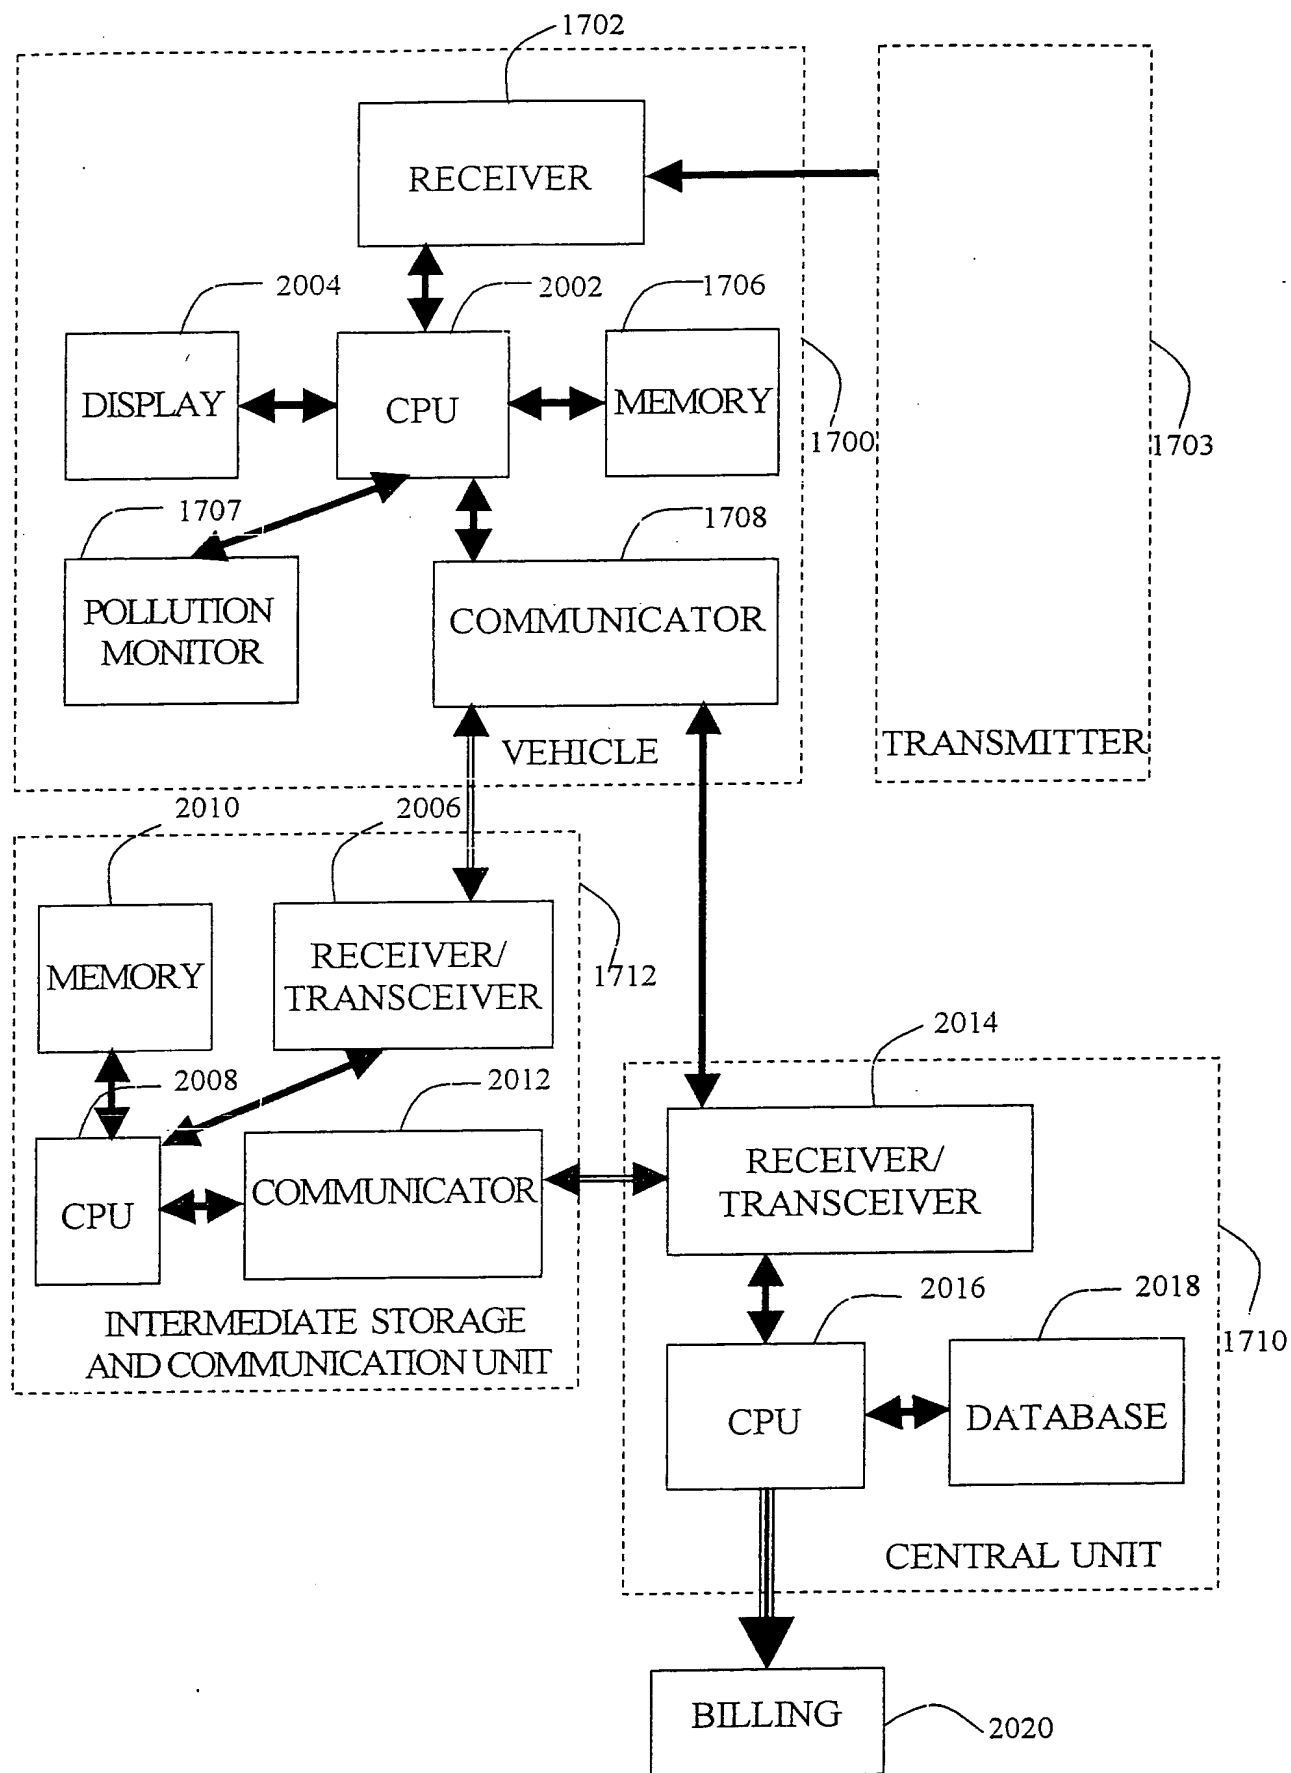 1702
RECEIVER
2004
2002
1706
DISPLAY
CPU
MEMORY
1700
1703
1707
1708
POLLUTION
MONITOR
COMMUNICATOR
VEHICLE
TRANSMITTER
2010
2006
MEMORY
RECEIVER/
TRANSCEIVER
1712
2014
2008
2012
CPU
COMMUNICATOR
RECEIVER/
TRANSCEIVER
2016
2018
1710
INTERMEDIATE STORAGE
AND COMMUNICATION UNIT
CPU
DATABASE
CENTRAL UNIT
BILLING
2020